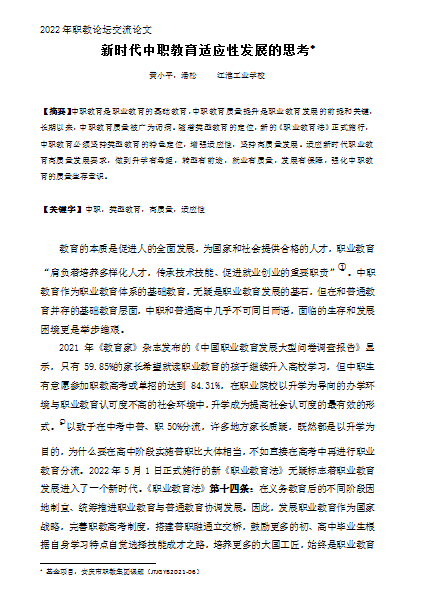 2022年职教论坛交流论文
新时代中职教育适应性发展的思考*
黄小平，潘松 江淮工业学校
【摘要】中职教育是职业教育的基础教育，中职教育质量提升是职业教育发展的前提和关键，
长期以来，中职教育质量被广为诟病。随着类型教育的定位，新的《职业教育法》正式施行，
中职教育必须坚持类型教育的特色定位，增强适应性，坚持高质量发展。适应新时代职业教
育高质量发展要求，做到升学有希望，转型有前途，就业有质量，发展有保障，强化中职教育
的质量生存意识。
【关键字】中职，类型教育，高质量，适应性
教育的本质是促进人的全面发展，为国家和社会提供合格的人才，职业教育
“肩负着培养多样化人才，传承技术技能、促进就业创业的重要职责”①。中职
教育作为职业教育体系的基础教育，无疑是职业教育发展的基石，但在和普通教
育并存的基础教育层面，中职和普通高中几乎不可同日而语，面临的生存和发展
困境更是举步维艰。
2021 年《教育家》杂志发布的《中国职业教育发展大型问卷调查报告》显
示，只有 59.85%的家长希望就读职业教育的孩子继续升入高校学习，但中职生
有意愿参加职教高考或单招的达到 84.31%，在职业院校以升学为导向的办学环
境与职业教育认可度不高的社会环境中，升学成为提高社会认可度的最有效的形
式。②以致于在中考中普、职 50%分流，许多地方家长质疑，既然都是以升学为
目的，为什么要在高中阶段实施普职比大体相当，不如直接在高考中再进行职业
教育分流。2022 年 5 月 1 日正式施行的新《职业教育法》无疑标志着职业教育
发展进入了一个新时代。《职业教育法》第十四条：在义务教育后的不同阶段因
地制宜、统筹推进职业教育与普通教育协调发展。因此，发展职业教育作为国家
战略，完善职教高考制度，搭建普职融通立交桥，鼓励更多的初、高中毕业生根
据自身学习特点自觉选择技能成才之路，培养更多的大国工匠，始终是职业教育
* 基金项目，安庆市职教集团课题（JTJGYB2021-06）